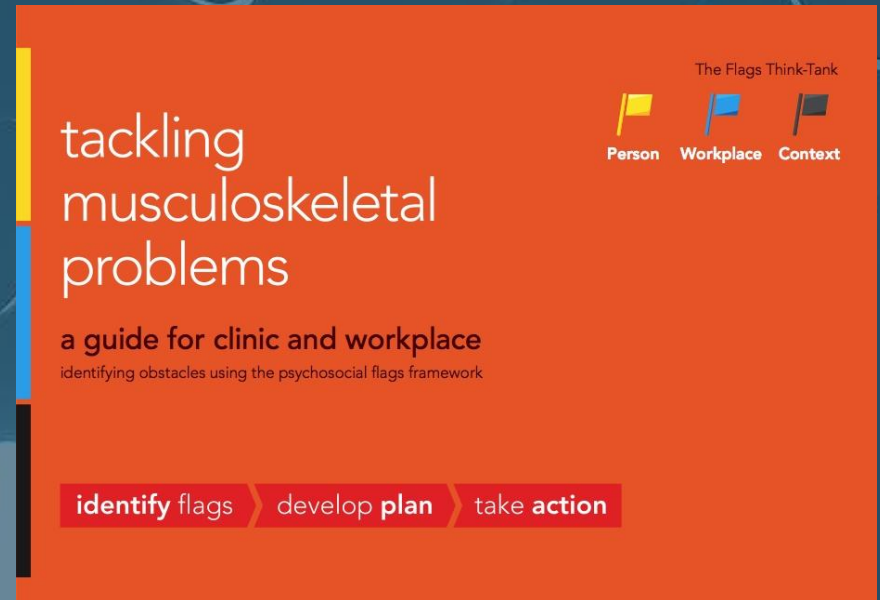 The Flags Think-Tank
Person Workplace Context
tackling
musculoskeletal
problems
a guide for clinic and workplace
identifying obstacles using the psychosocial flags framework
identify flags develop plan take action